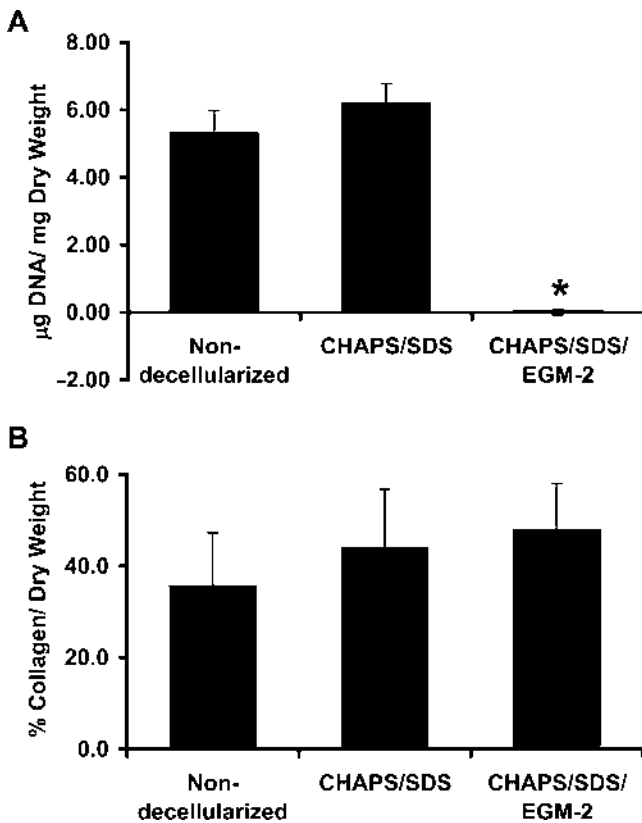 A
8.00
6.00
4.00
2.00
0.00
–2.00
µg DNA/ mg Dry Weight
*
Non-
decellularized
CHAPS/SDS
CHAPS/SDS/
EGM-2
B
60.0
40.0
20.0
0.0
% Collagen/ Dry Weight
Non-
decellularized
CHAPS/SDS
CHAPS/SDS/
EGM-2